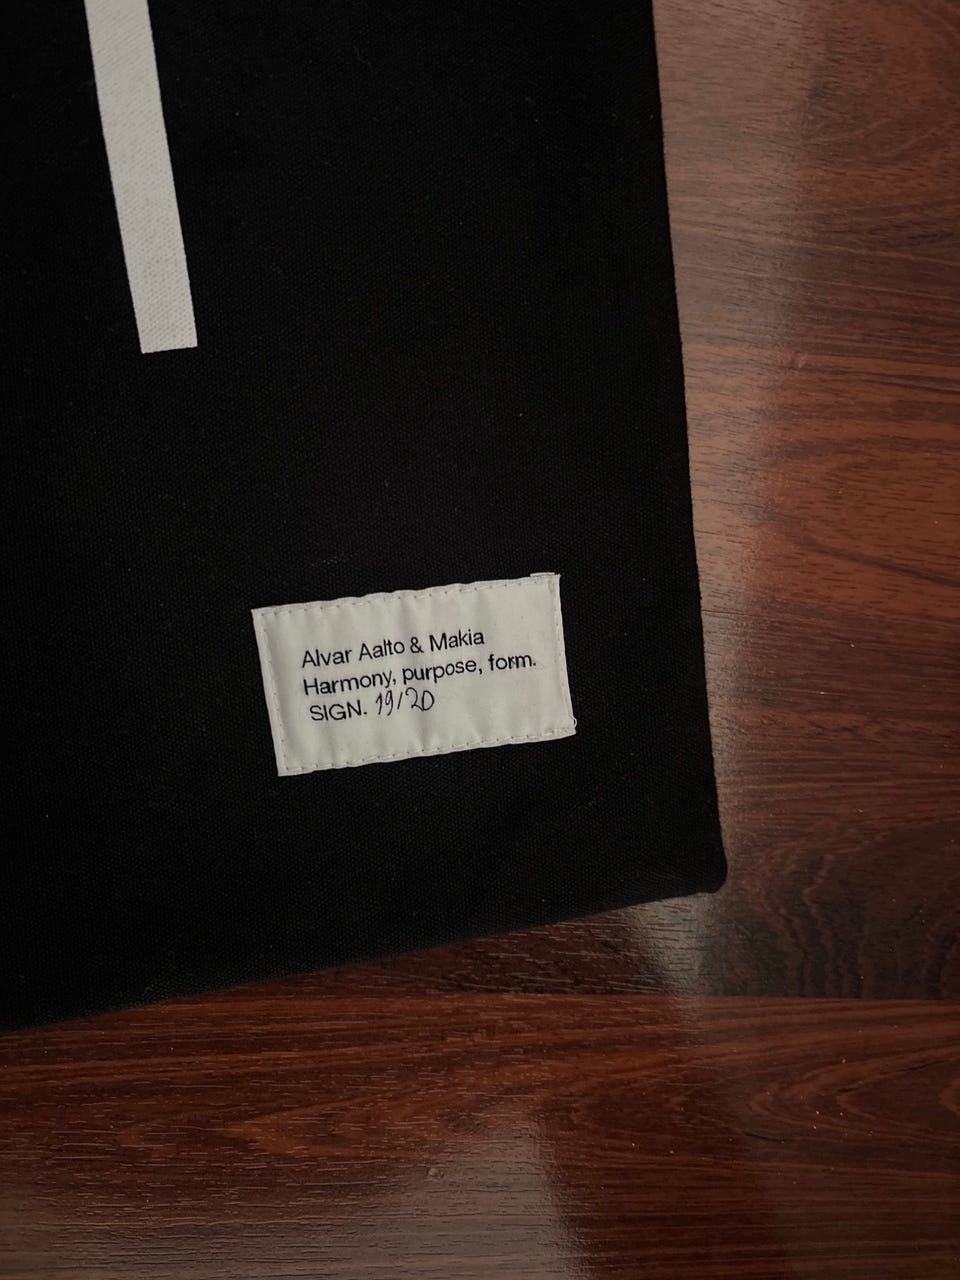 Alvar Aalto & Makia
Harmony, purpose, form.
SIGN. 19/20